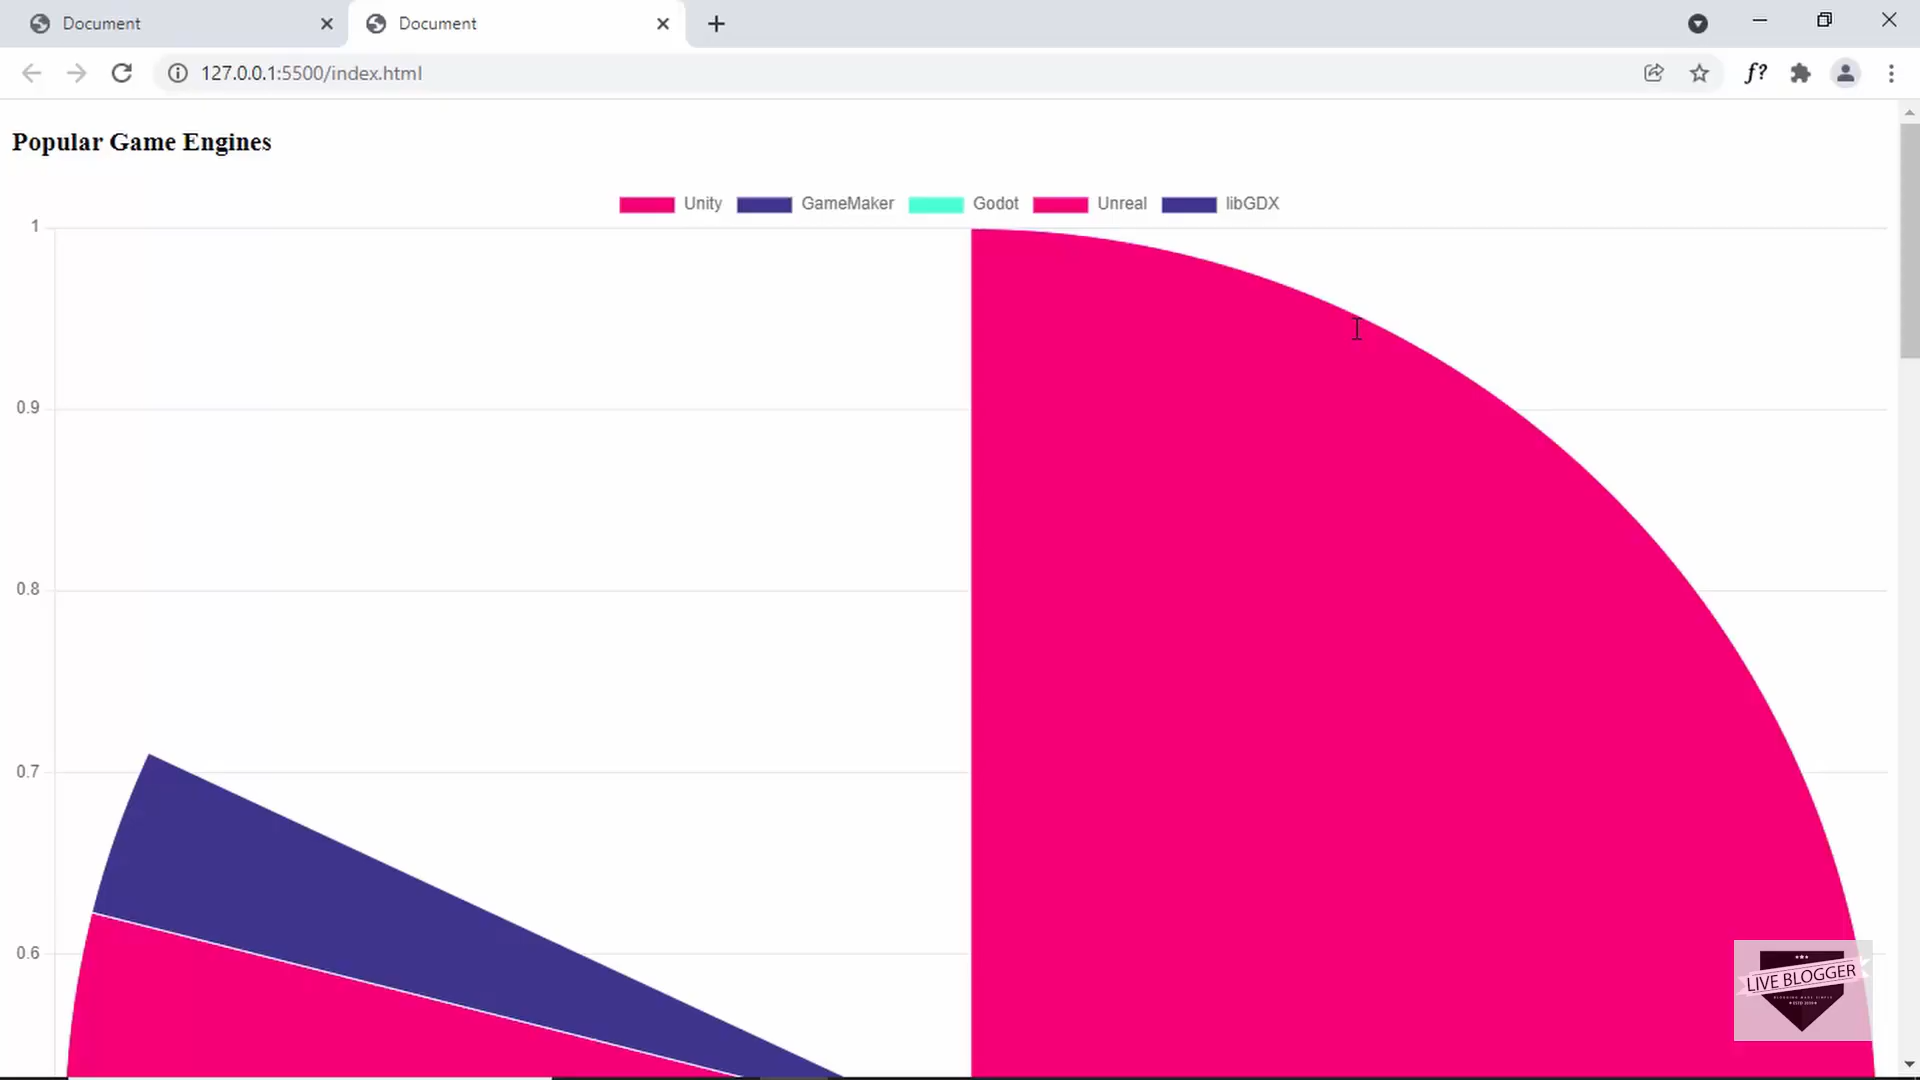 Document
Document
127.0.0.1:5500/index.html
f?
Popular Game Engines
Unity GameMaker Godot Unreal libGDX
1
0.9
0.8
0.7
0.6
LIVE BLOGGER